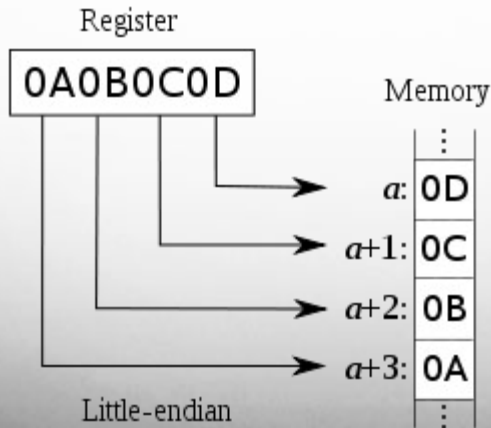 Register
0A0B0C0D
Memory
⋮
a: 0D
a+1: 0C
a+2: 0B
a+3: 0A
⋮
Little-endian